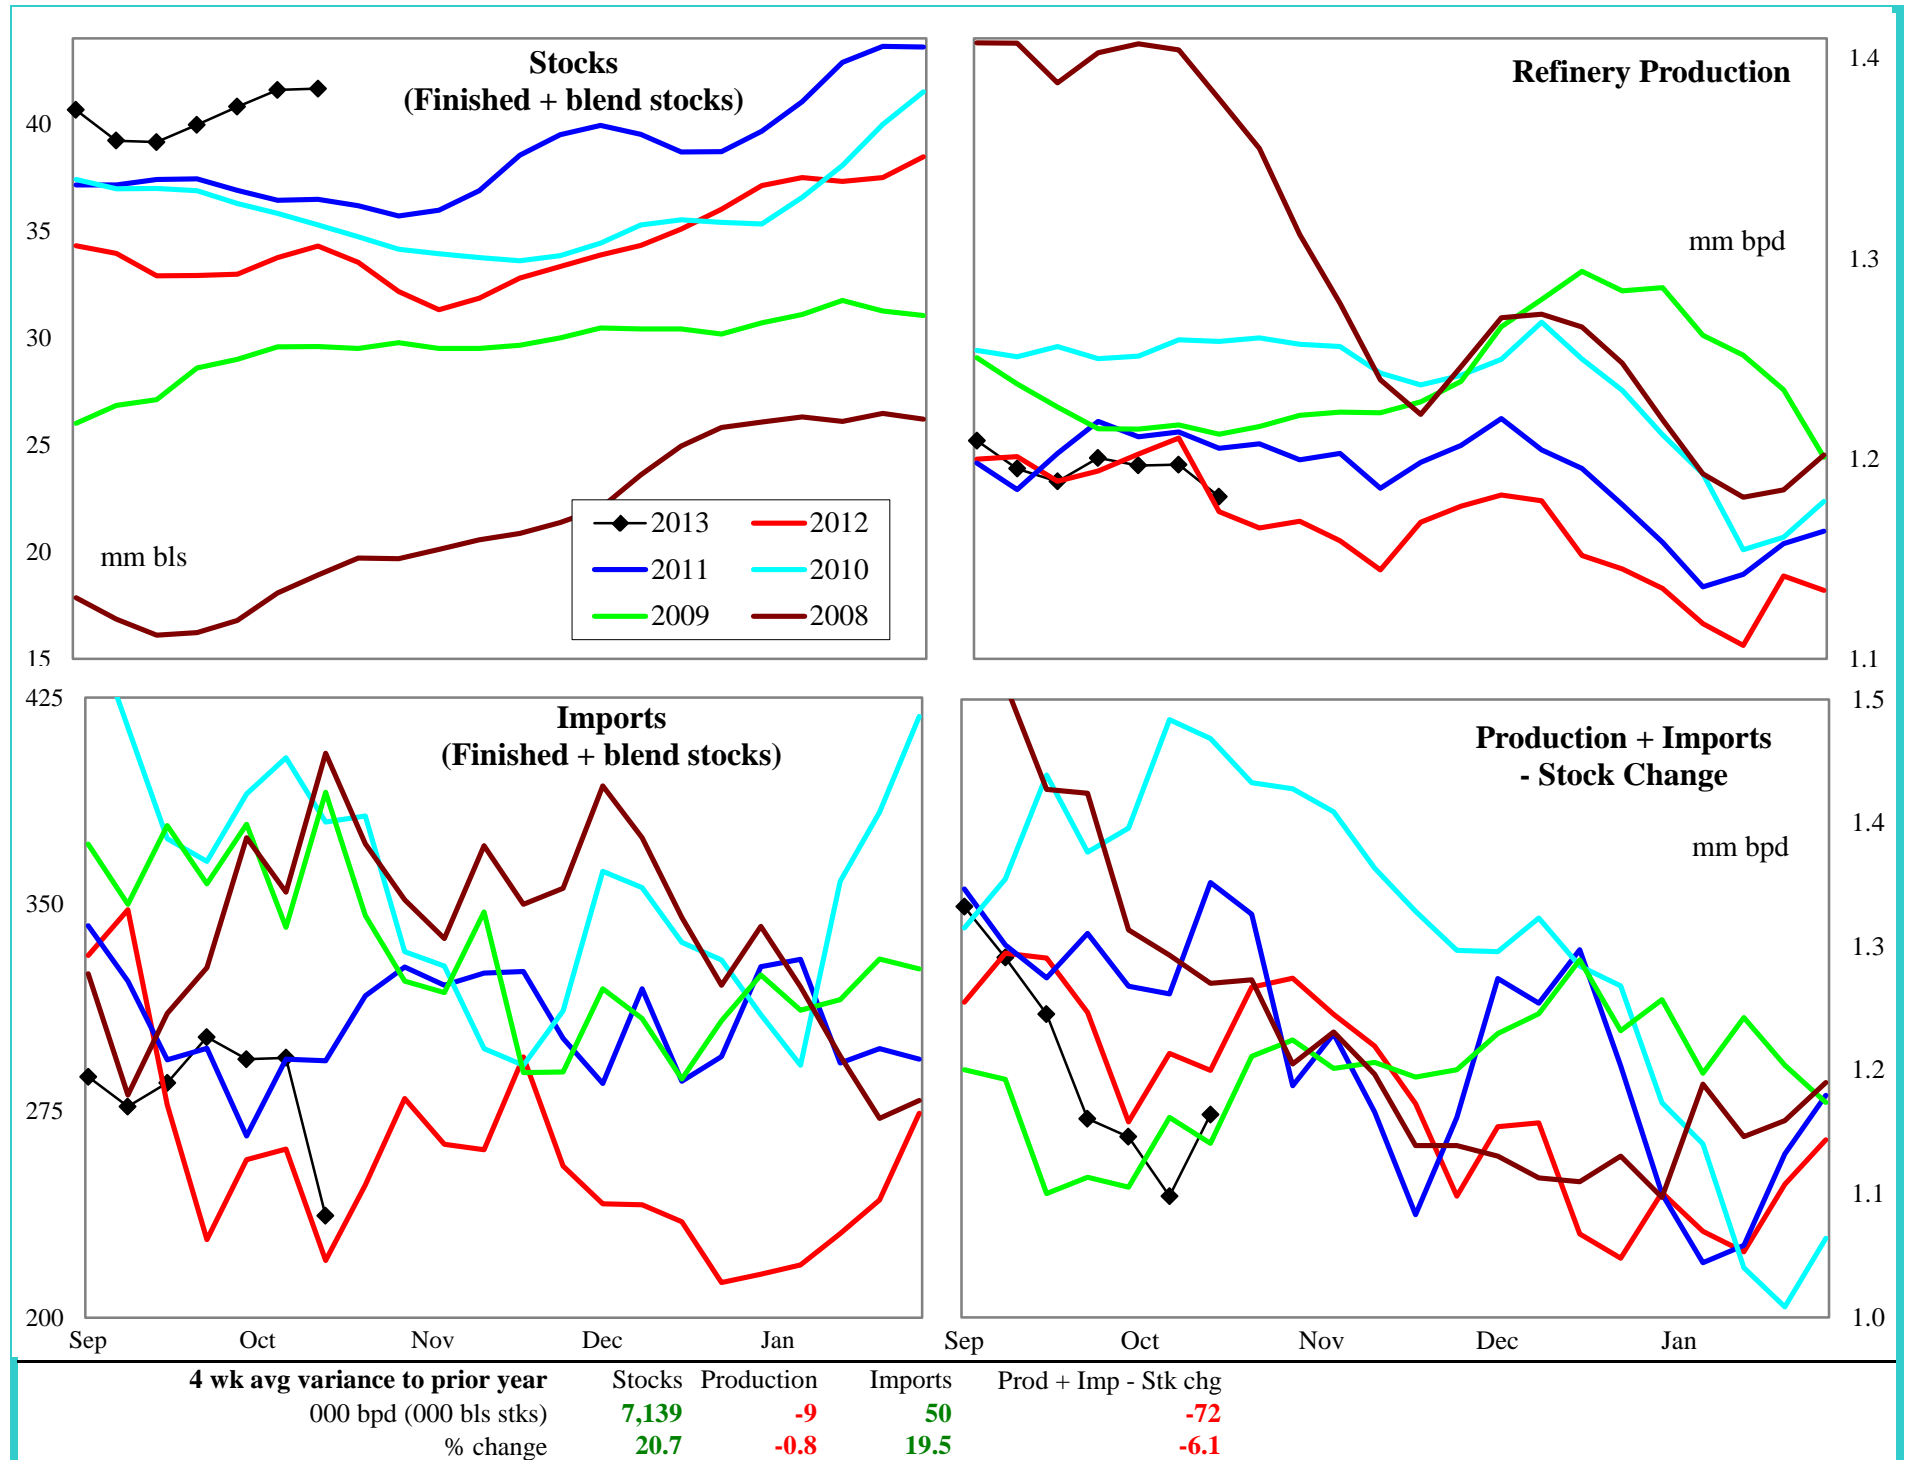 Stocks
(Finished + blend stocks)
40
35
30
25
20
15
mm bls
2013 2012
2011 2010
2009 2008
Refinery Production
mm bpd
1.4
1.3
1.2
1.1
Imports
(Finished + blend stocks)
425
350
275
200
Sep Oct Nov Dec Jan
Production + Imports
- Stock Change
mm bpd
1.5
1.4
1.3
1.2
1.1
1.0
Sep Oct Nov Dec Jan
4 wk avg variance to prior year Stocks Production Imports Prod + Imp - Stk chg
000 bpd (000 bls stks) 7,139 -9 50 -72
% change 20.7 -0.8 19.5 -6.1